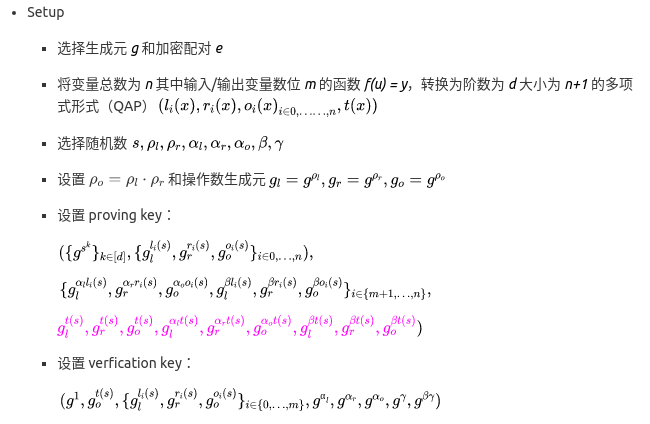 Setup
选择生成元 g 和加密配对 e
将变量总数为 n 其中输入/输出变量数位 m 的函数 f(u) = y，转换为阶数为 d 大小为 n+1 的多项
式形式（QAP） $(l_i(x), r_i(x), o_i(x)_{i \in 0,......,n}, t(x))$
选择随机数 $s, \rho_l, \rho_r, \alpha_l, \alpha_r, \alpha_o, \beta, \gamma$
设置 $\rho_o = \rho_l \cdot \rho_r$ 和操作数生成元 $g_l = g^{\rho_l}, g_r = g^{\rho_r}, g_o = g^{\rho_o}$
设置 proving key：
$(\{g^{s^k}\}_{k \in [d]}, \{g_l^{l_i(s)}, g_r^{r_i(s)}, g_o^{o_i(s)}\}_{i \in 0,...,n}),$
$\{g_l^{\alpha_l l_i(s)}, g_r^{\alpha_r r_i(s)}, g_o^{\alpha_o o_i(s)}, g_l^{\beta l_i(s)}, g_r^{\beta r_i(s)}, g_o^{\beta o_i(s)}\}_{i \in \{m+1,...,n\}},$
$g_l^{t(s)}, g_r^{t(s)}, g_o^{t(s)}, g_l^{\alpha_l t(s)}, g_r^{\alpha_r t(s)}, g_o^{\alpha_o t(s)}, g_l^{\beta t(s)}, g_r^{\beta t(s)}, g_o^{\beta t(s)})$
设置 verfication key：
$(g^1, g_o^{t(s)}, \{g_l^{l_i(s)}, g_r^{r_i(s)}, g_o^{o_i(s)}\}_{i \in \{0,...,m\}}, g^{\alpha_l}, g^{\alpha_r}, g^{\alpha_o}, g^{\gamma}, g^{\beta\gamma})$